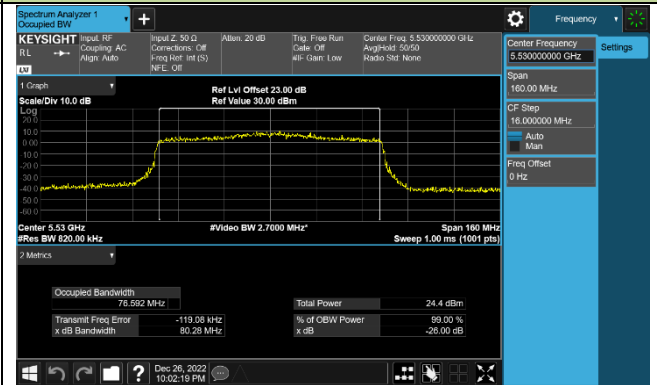 Spectrum Analyzer 1
Occupied BW
+
Frequency
KEYSIGHT
RL
LXI
Input: RF
Coupling: AC
Align: Auto
Input Z: 50 Ω
Corrections: Off
Freq Ref: Int (S)
NFE: Off
Atten: 20 dB
Trig: Free Run
Gate: Off
#IF Gain: Low
Center Freq: 5.530000000 GHz
Avg|Hold: 50/50
Radio Std: None
Center Frequency
5.530000000 GHz
Settings
Span
160.00 MHz
CF Step
16.000000 MHz
Auto
Man
Freq Offset
0 Hz
1 Graph
Scale/Div 10.0 dB
Ref Lvl Offset 23.00 dB
Ref Value 30.00 dBm
Log
20.0
10.0
0.00
-10.0
-20.0
-30.0
-40.0
-50.0
-60.0
Center 5.53 GHz
#Video BW 2.7000 MHz*
Span 160 MHz
#Res BW 820.00 kHz
Sweep 1.00 ms (1001 pts)
2 Metrics
Occupied Bandwidth
76.592 MHz
Total Power 24.4 dBm
Transmit Freq Error -119.08 kHz
% of OBW Power 99.00 %
x dB Bandwidth 80.28 MHz
x dB -26.00 dB
?
Dec 26, 2022
10:02:19 PM